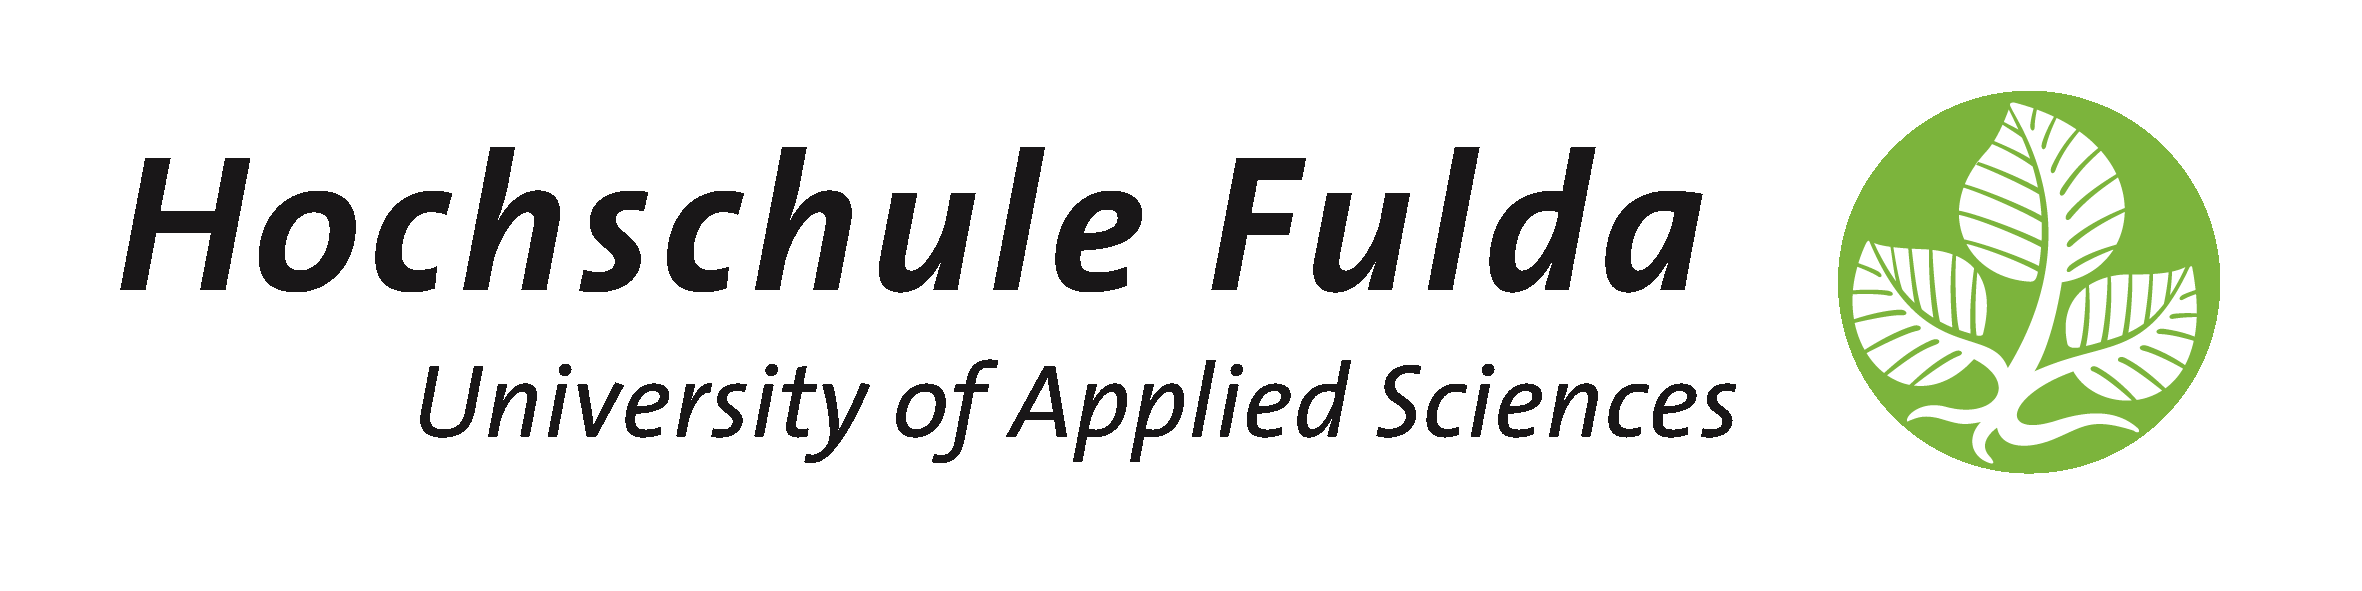 Hochschule Fulda
University of Applied Sciences